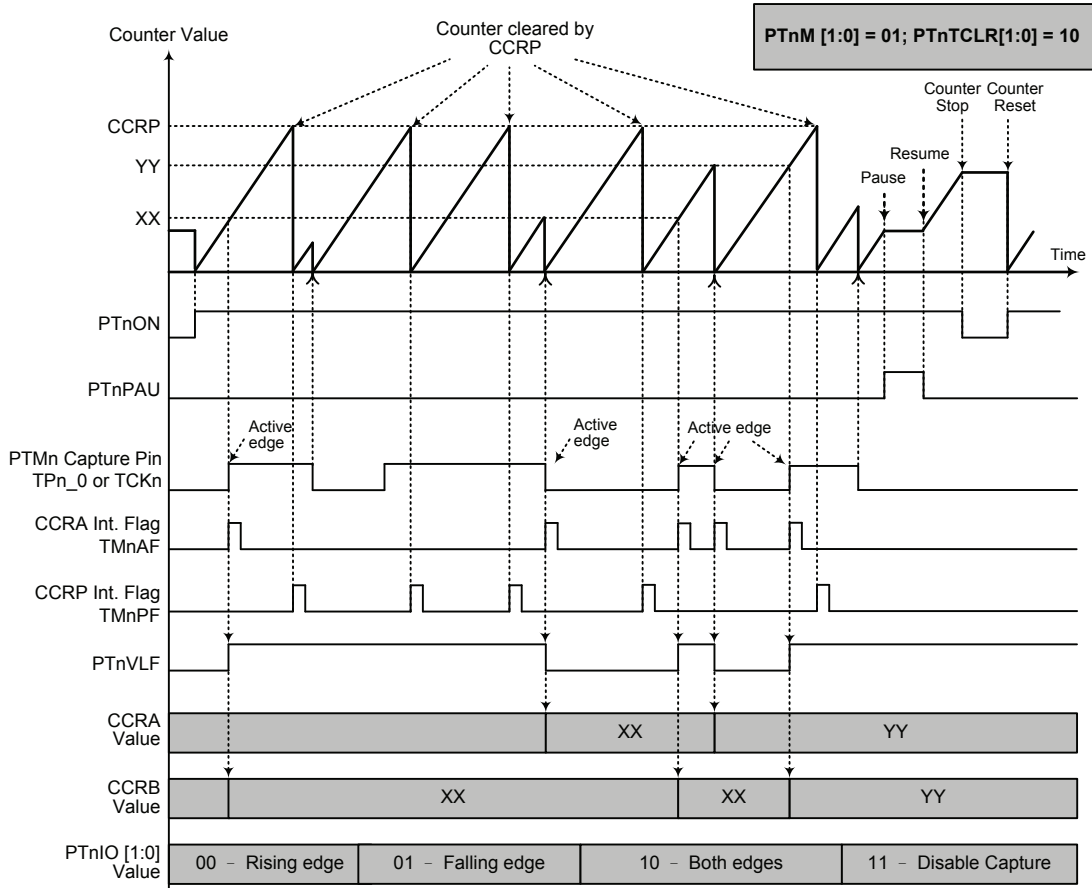 PTnM [1:0] = 01; PTnTCLR[1:0] = 10
Counter Value
Counter cleared by
CCRP
Counter
Stop
Counter
Reset
CCRP
YY
XX
Pause
Resume
Time
PTnON
PTnPAU
Active
edge
Active
edge
Active edge
PTMn Capture Pin
TPn_0 or TCKn
CCRA Int. Flag
TMnAF
CCRP Int. Flag
TMnPF
PTnVLF
CCRA
Value
XX
YY
CCRB
Value
XX
XX
YY
PTnIO [1:0]
Value
00 – Rising edge
01 – Falling edge
10 – Both edges
11 – Disable Capture